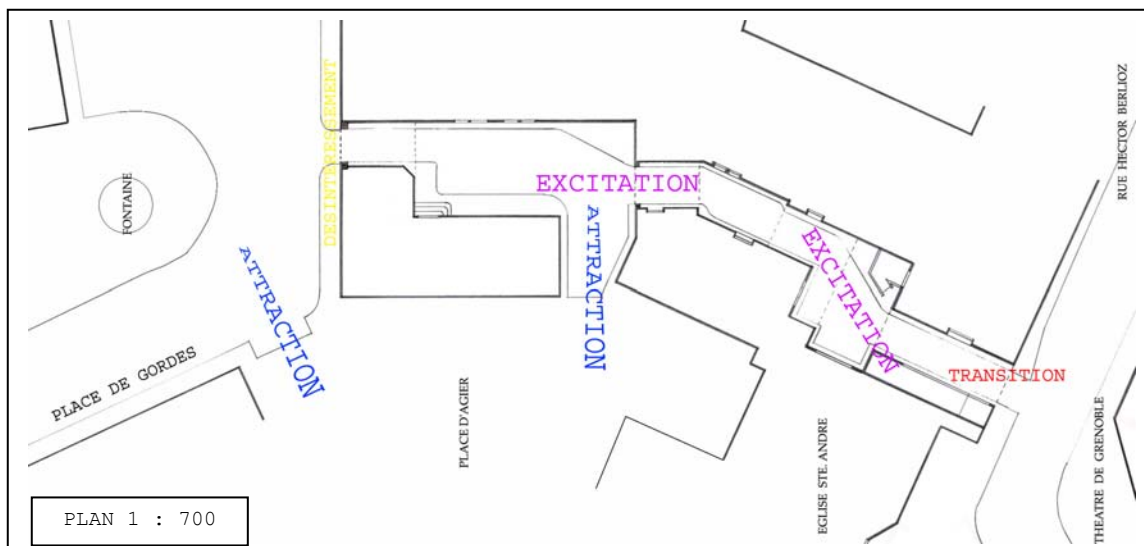 DESINTERESSEMENT
RUE HECTOR BERLIOZ
FONTAINE
EXCITATION
ATTRACTION
ATTRACTION
EXCITATION
PLACE DE GORDES
TRANSITION
PLACE D'AGIER
EGLISE STE. ANDRE
THEATRE DE GRENOBLE
PLAN 1 : 700